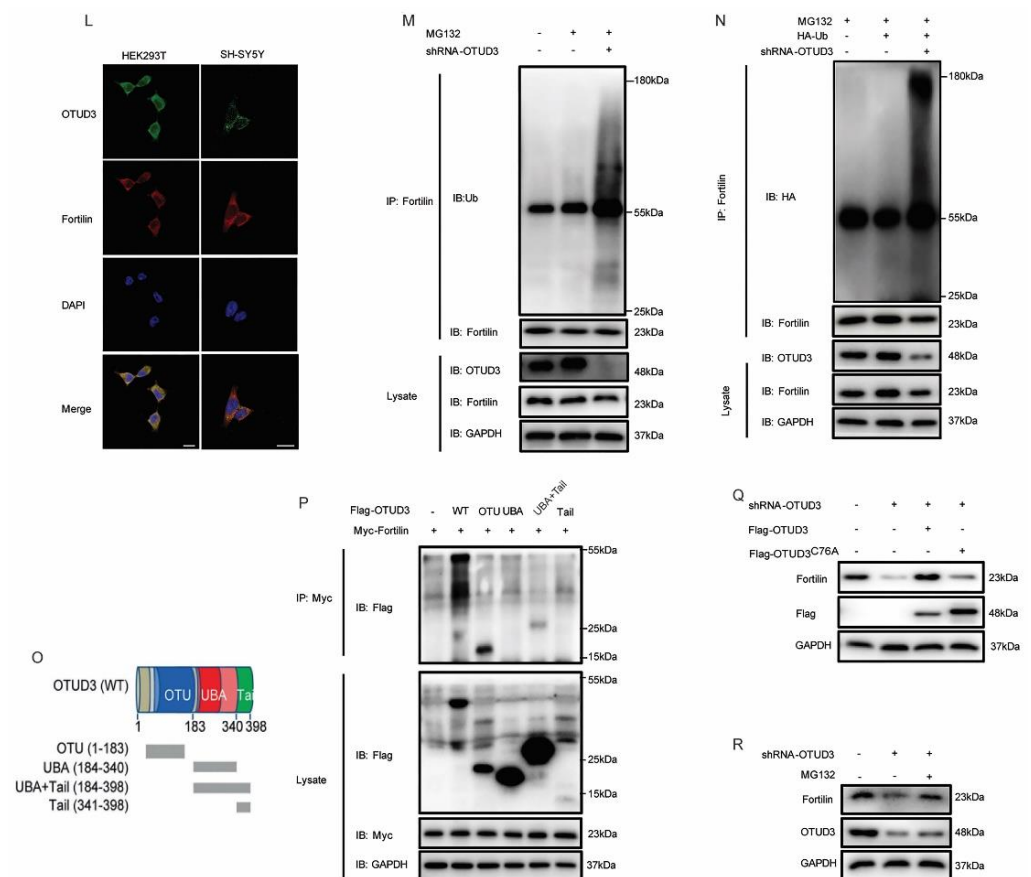 L
HEK293T SH-SY5Y
OTUD3
Fortilin
DAPI
Merge
M
MG132 - + +
shRNA-OTUD3 - - +
IP: Fortilin
IB:Ub
180kDa
55kDa
25kDa
IB: Fortilin 23kDa
Lysate
IB: OTUD3 48kDa
IB: Fortilin 23kDa
IB: GAPDH 37kDa
N
MG132 + + +
HA-Ub - + +
shRNA-OTUD3 - - +
IP: Fortilin
IB: HA
180kDa
55kDa
25kDa
IB: Fortilin 23kDa
Lysate
IB: OTUD3 48kDa
IB: Fortilin 23kDa
IB: GAPDH 37kDa
O
OTUD3 (WT) OTU UBA Tai
1 183 340 398
OTU (1-183)
UBA (184-340)
UBA+Tail (184-398)
Tail (341-398)
P
Flag-OTUD3 - WT OTU UBA UBA+Tail Tail
Myc-Fortilin + + + + + +
IP: Myc
IB: Flag
55kDa
25kDa
15kDa
Lysate
IB: Flag
55kDa
25kDa
15kDa
IB: Myc 23kDa
IB: GAPDH 37kDa
Q
shRNA-OTUD3 - + + +
Flag-OTUD3 - - + -
Flag-OTUD3C76A - - - +
Fortilin 23kDa
Flag 48kDa
GAPDH 37kDa
R
shRNA-OTUD3 - + +
MG132 - - +
Fortilin 23kDa
OTUD3 48kDa
GAPDH 37kDa